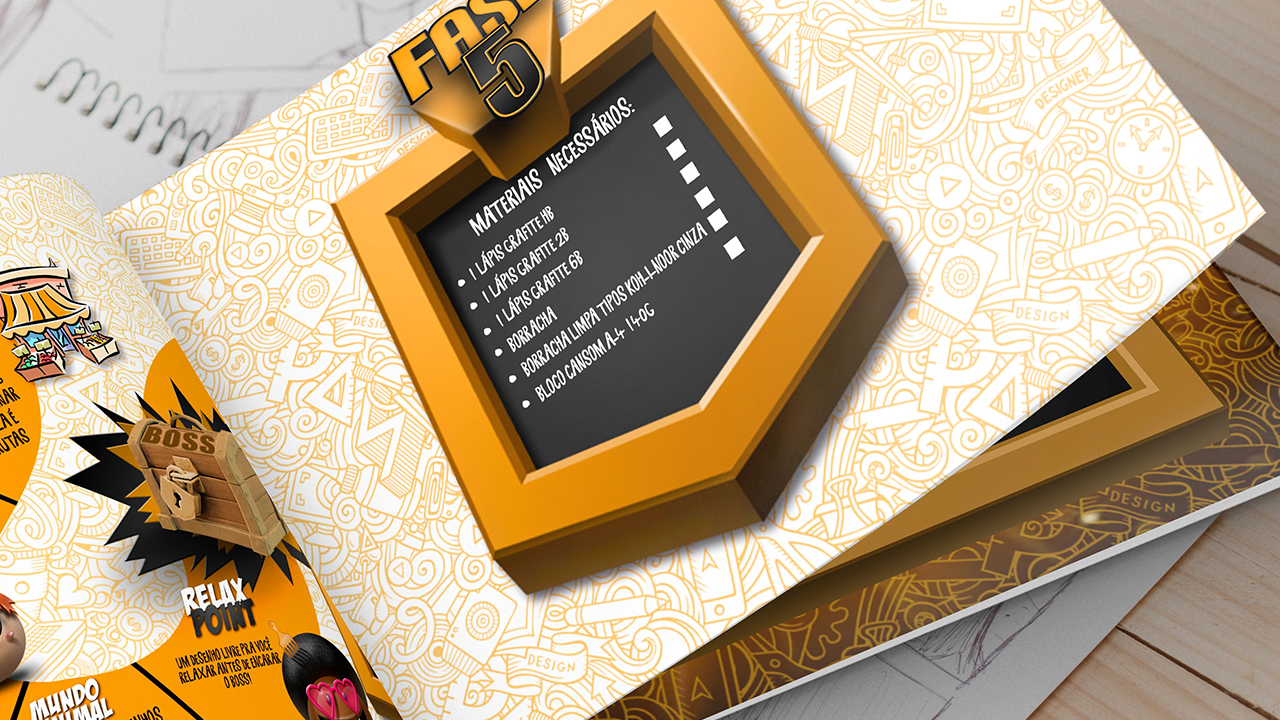 FASE
5
MATERIAIS NECESSÁRIOS:
1 LÁPIS GRAFITE HB
1 LÁPIS GRAFITE 2B
1 LÁPIS GRAFITE 6B
BORRACHA
BORRACHA LIMPA TIPOS KOH-I-NOOR CINZA
BLOCO CANSOM A4 140G
DESIGNER
DESIGN
DESIGN
DESIGN
BOSS
RELAX
POINT
UM DESENHO LIVRE PRA VOCÊ
RELAXAR ANTES DE ENCARAR
O BOSS!
MUNDO